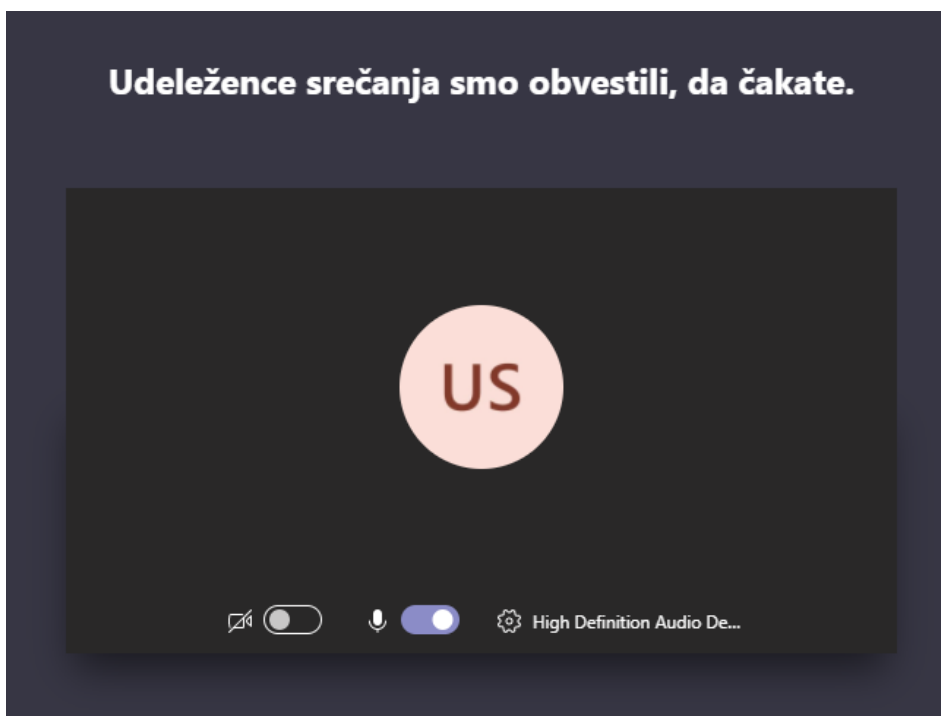 Udeležence srečanja smo obvestili, da čakate.
US
High Definition Audio De...